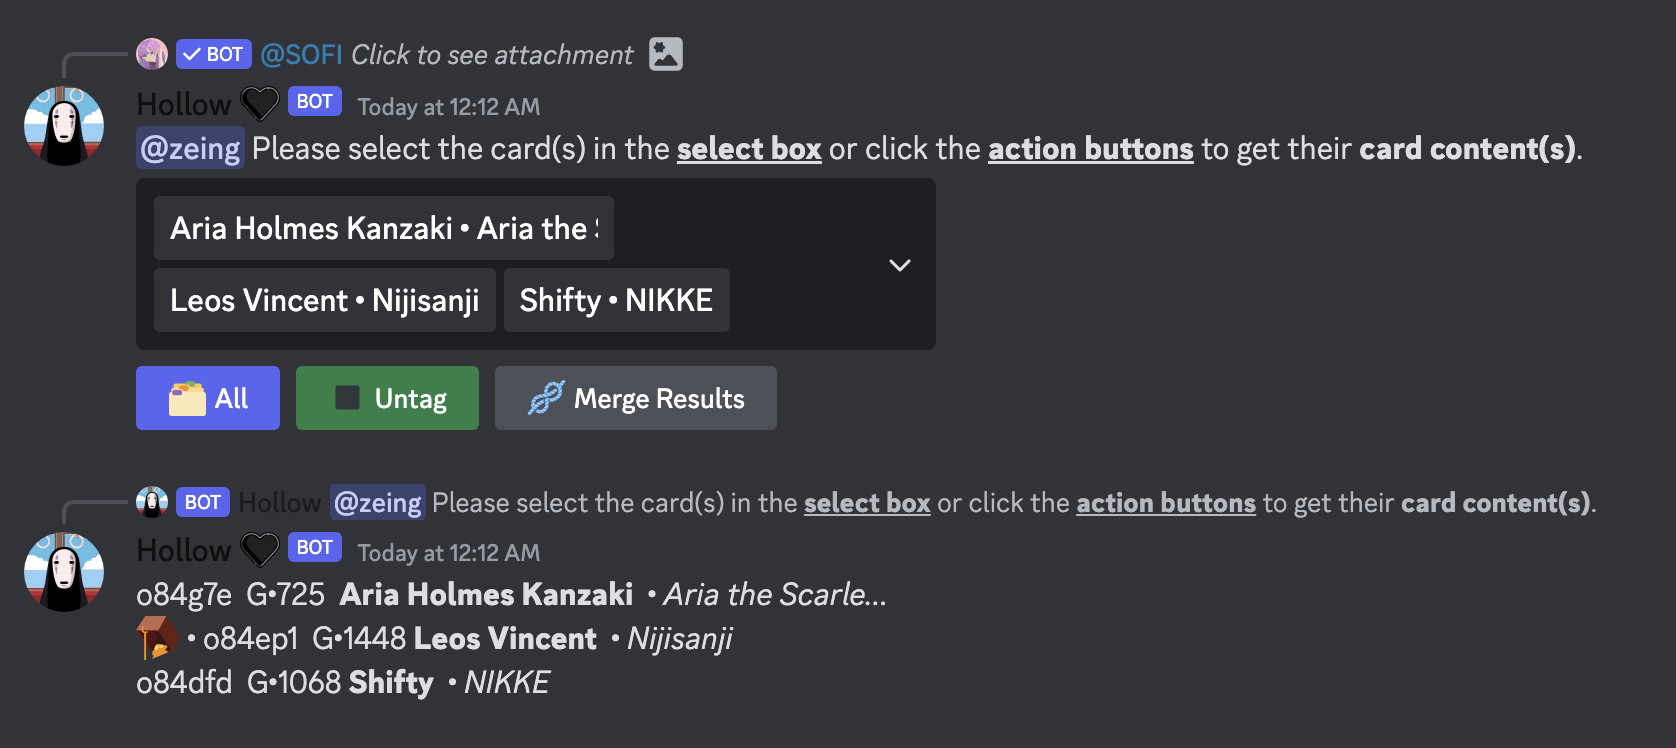 BOT @SOFI Click to see attachment
Hollow BOT Today at 12:12 AM
@zeing Please select the card(s) in the select box or click the action buttons to get their card content(s).
Aria Holmes Kanzaki • Aria the
Leos Vincent • Nijisanji Shifty • NIKKE
All Untag Merge Results
BOT Hollow @zeing Please select the card(s) in the select box or click the action buttons to get their card content(s).
Hollow BOT Today at 12:12 AM
o84g7e G•725 Aria Holmes Kanzaki • Aria the Scarle...
• o84ep1 G•1448 Leos Vincent • Nijisanji
o84dfd G•1068 Shifty • NIKKE